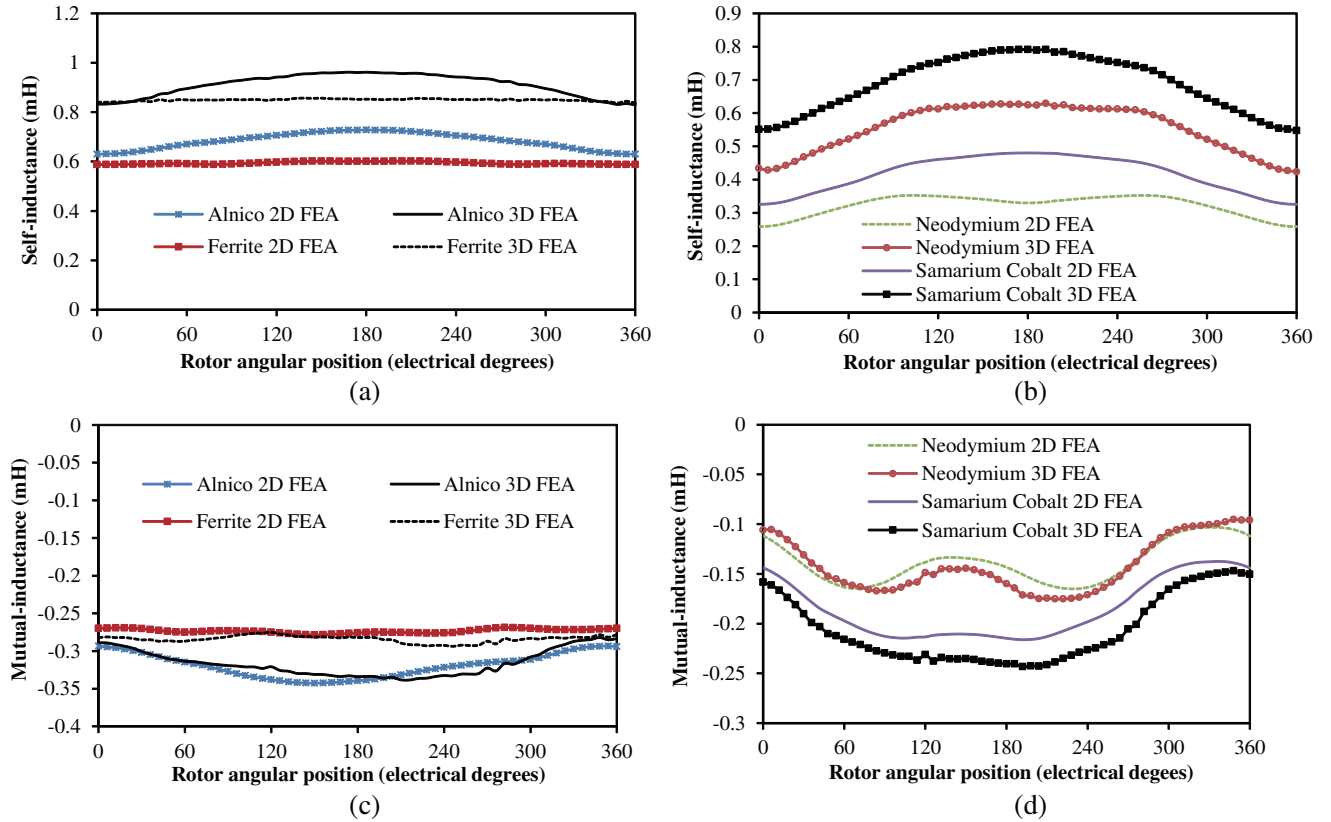 1.2
1
0.8
0.6
0.4
0.2
0
Self-inductance (mH)
Alnico 2D FEA
Alnico 3D FEA
Ferrite 2D FEA
Ferrite 3D FEA
0 60 120 180 240 300 360
Rotor angular position (electrical degrees)
(a)
0.9
0.8
0.7
0.6
0.5
0.4
0.3
0.2
0.1
0
Self-inductance (mH)
Neodymium 2D FEA
Neodymium 3D FEA
Samarium Cobalt 2D FEA
Samarium Cobalt 3D FEA
0 60 120 180 240 300 360
Rotor angular position (electrical degrees)
(b)
0
-0.05
-0.1
-0.15
-0.2
-0.25
-0.3
-0.35
-0.4
Mutual-inductance (mH)
Alnico 2D FEA
Alnico 3D FEA
Ferrite 2D FEA
Ferrite 3D FEA
0 60 120 180 240 300 360
Rotor angular position (electrical degrees)
(c)
0
-0.05
-0.1
-0.15
-0.2
-0.25
-0.3
Mutual-inductance (mH)
Neodymium 2D FEA
Neodymium 3D FEA
Samarium Cobalt 2D FEA
Samarium Cobalt 3D FEA
0 60 120 180 240 300 360
Rotor angular position (electrical degees)
(d)